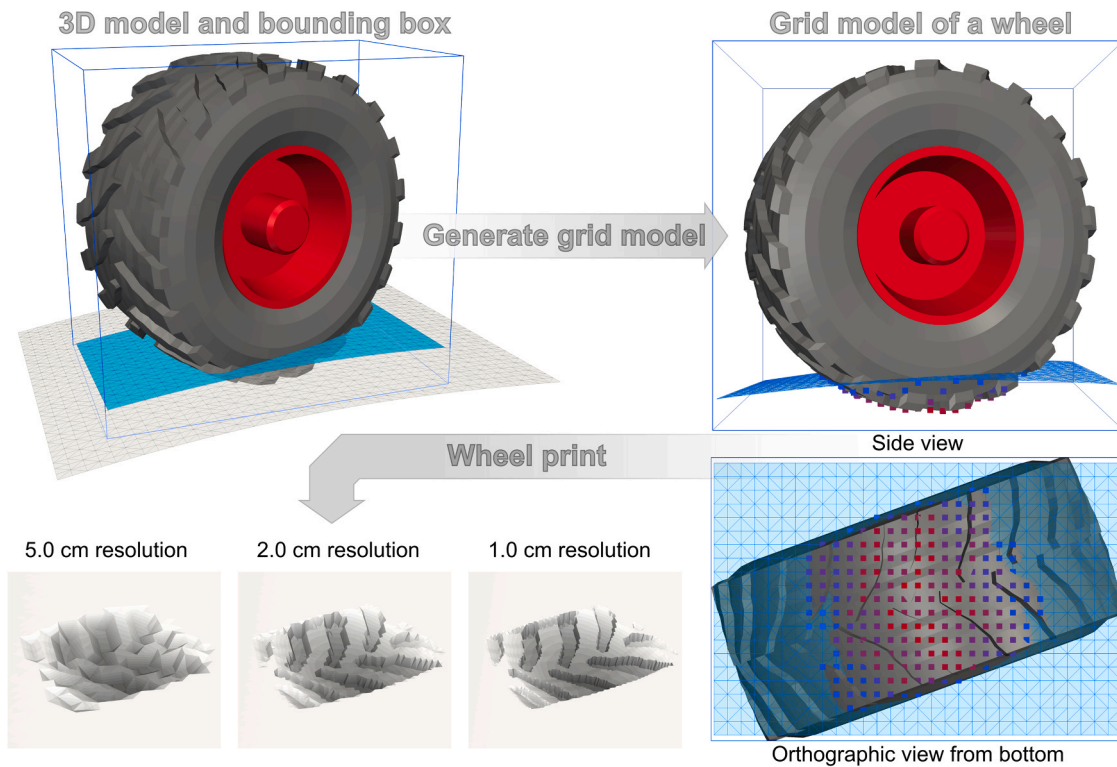 3D model and bounding box
Grid model of a wheel
Generate grid model
Side view
Wheel print
5.0 cm resolution
2.0 cm resolution
1.0 cm resolution
Orthographic view from bottom